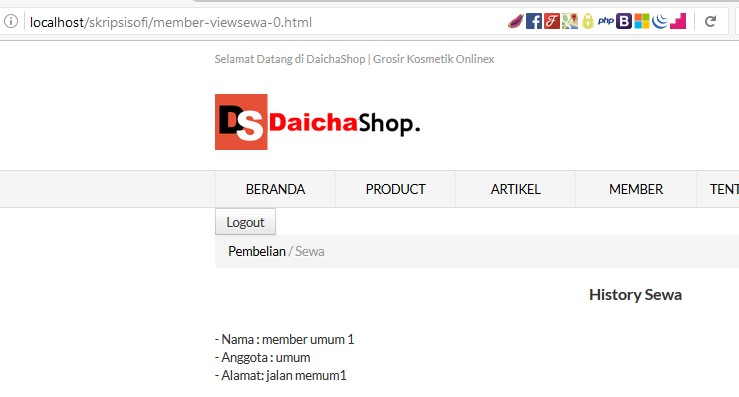 localhost/skripsisofi/member-viewsewa-0.html
php B
Selamat Datang di DaichaShop | Grosir Kosmetik Onlinex
DS DaichaShop.
BERANDA PRODUCT ARTIKEL MEMBER TENT
Logout
Pembelian / Sewa
History Sewa
- Nama : member umum 1
- Anggota : umum
- Alamat: jalan memum1